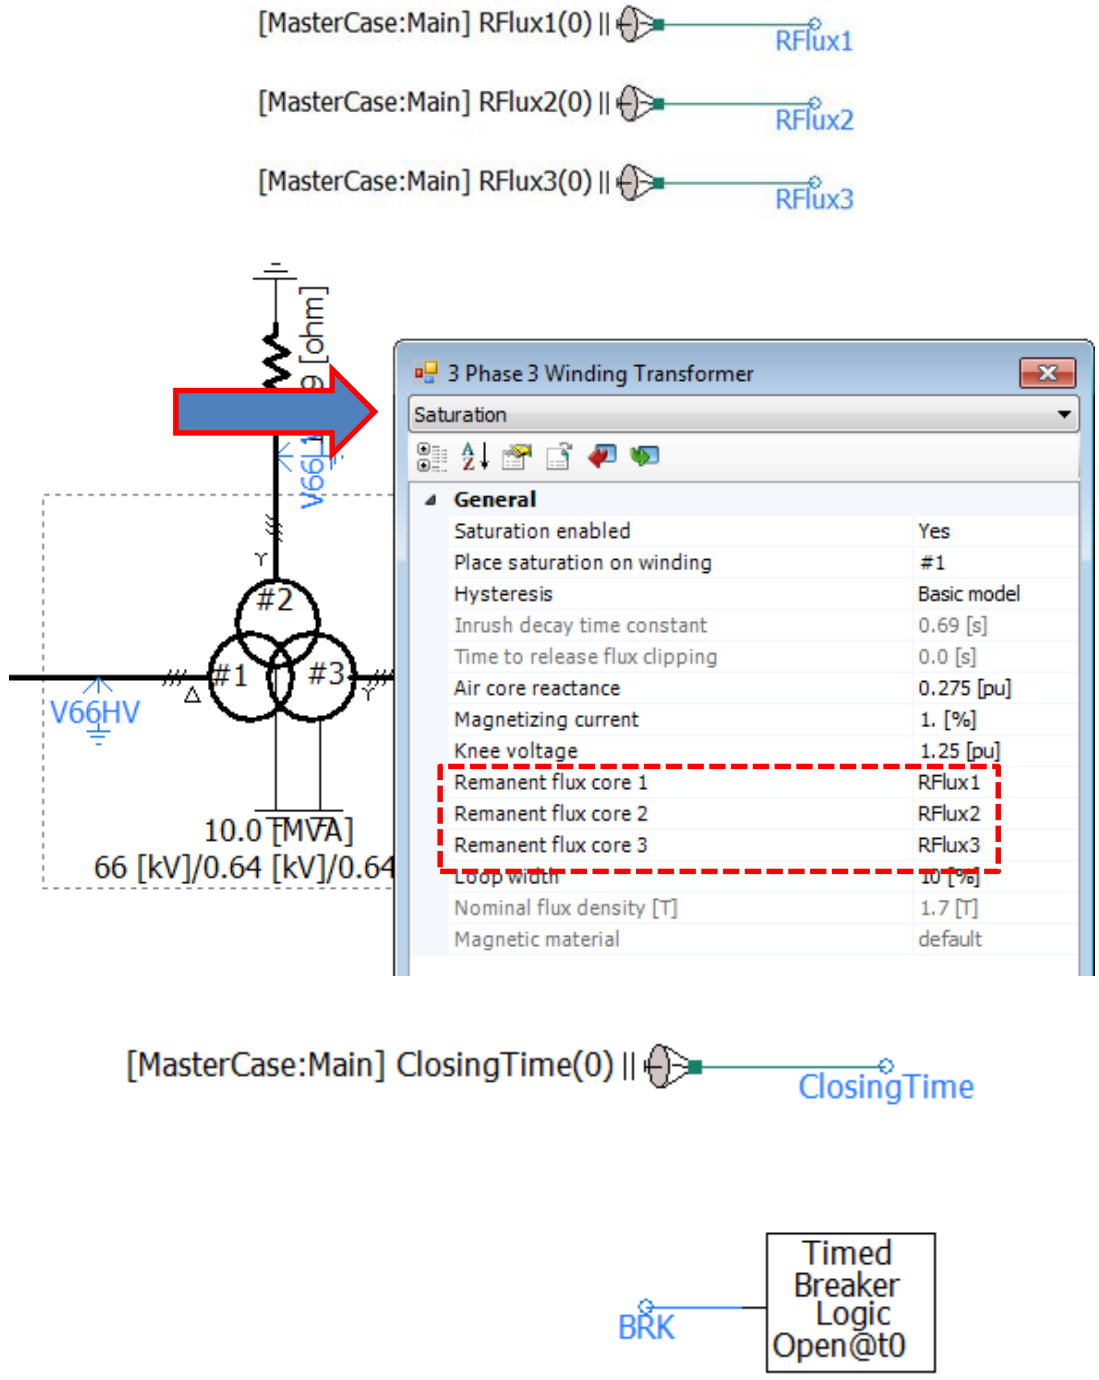 [MasterCase:Main] RFlux1(0)
RFlux1
[MasterCase:Main] RFlux2(0)
RFlux2
[MasterCase:Main] RFlux3(0)
RFlux3
9 [ohm]
V66L
3 Phase 3 Winding Transformer
Saturation
General
Saturation enabled Yes
Place saturation on winding #1
Hysteresis Basic model
Inrush decay time constant 0.69 [s]
Time to release flux clipping 0.0 [s]
Air core reactance 0.275 [pu]
Magnetizing current 1. [%]
Knee voltage 1.25 [pu]
Remanent flux core 1 RFlux1
Remanent flux core 2 RFlux2
Remanent flux core 3 RFlux3
Loop width 10 [%]
Nominal flux density [T] 1.7 [T]
Magnetic material default
#2
#1
#3
V66HV
10.0 [MVA]
66 [kV]/0.64 [kV]/0.64
[MasterCase:Main] ClosingTime(0)
ClosingTime
BRK
Timed
Breaker
Logic
Open@t0